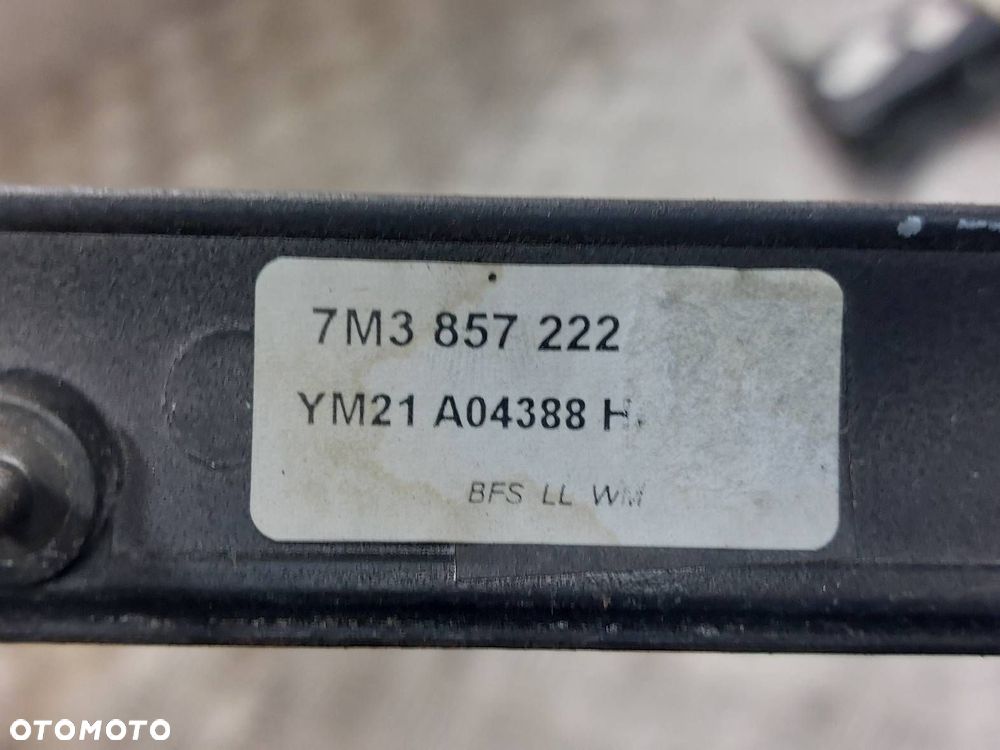 7M3 857 222
YM21 A04388 H
BFS LL WM
OTOMOTO